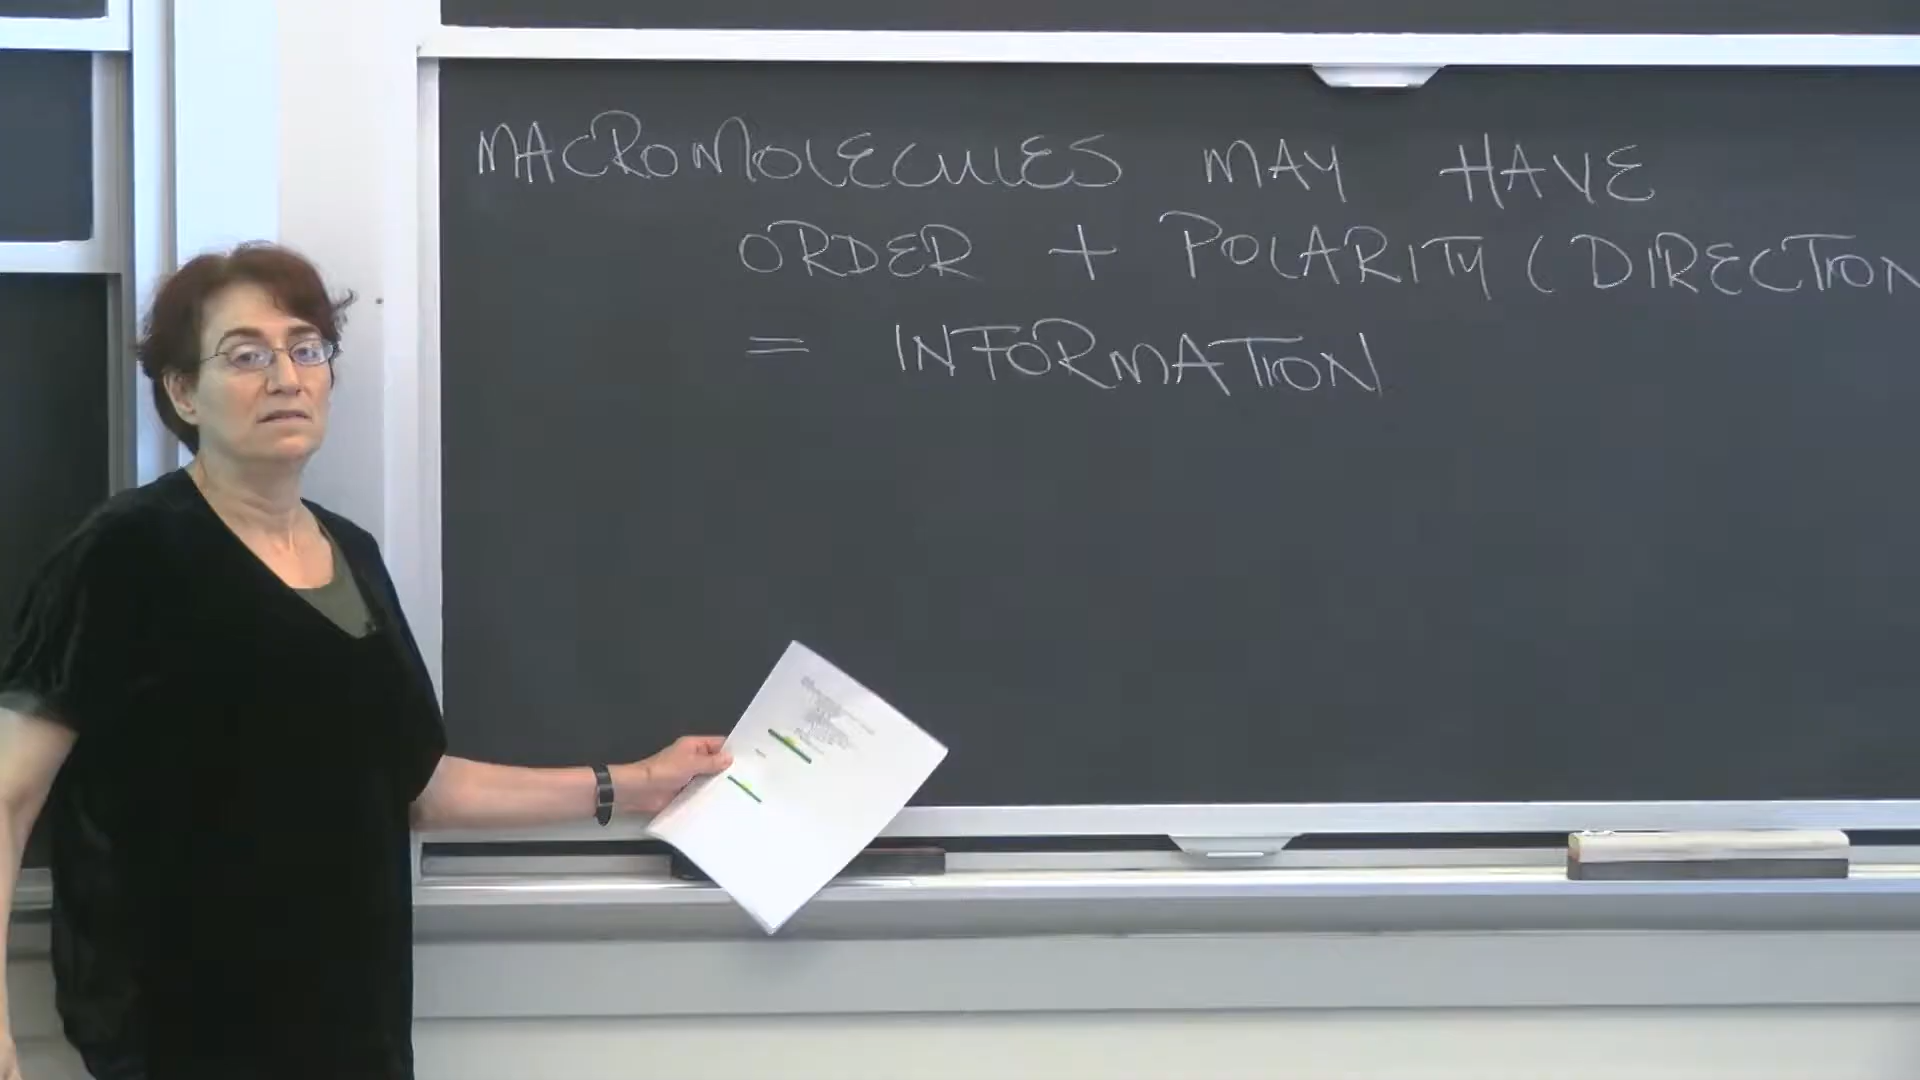 MACROMOLECULES MAY HAVE
ORDER + POLARITY (DIRECTION
= INFORMATION